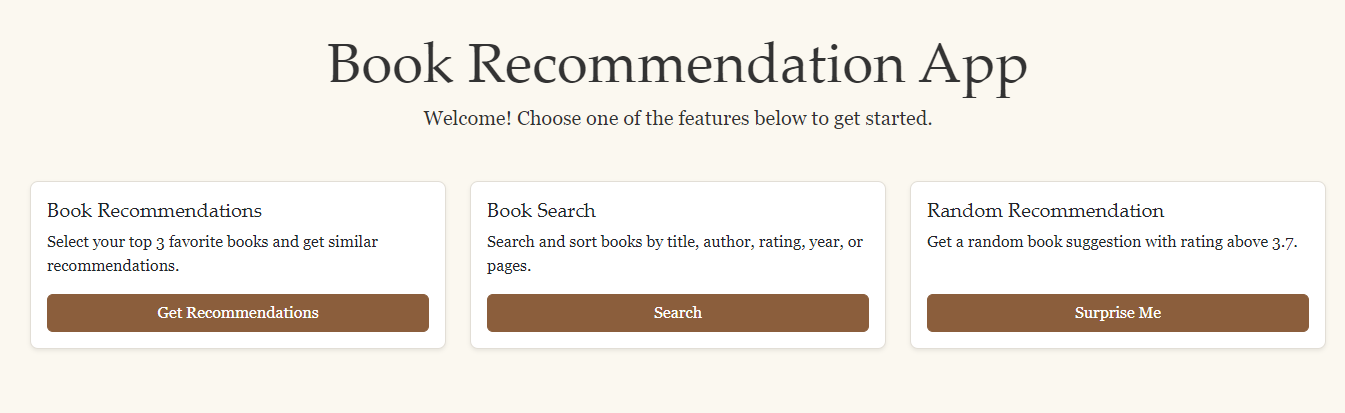 Book Recommendation App
Welcome! Choose one of the features below to get started.
Book Recommendations
Select your top 3 favorite books and get similar
recommendations.
Get Recommendations
Book Search
Search and sort books by title, author, rating, year, or
pages.
Search
Random Recommendation
Get a random book suggestion with rating above 3.7.
Surprise Me